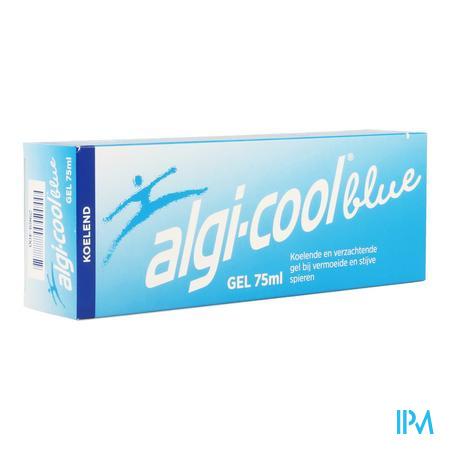 KOELEND
algi-cool
GEL 75ml
algi-cool® blue
GEL 75ml
Koelende en verzachtende
gel bij vermoeide en stijve
spieren
IPM